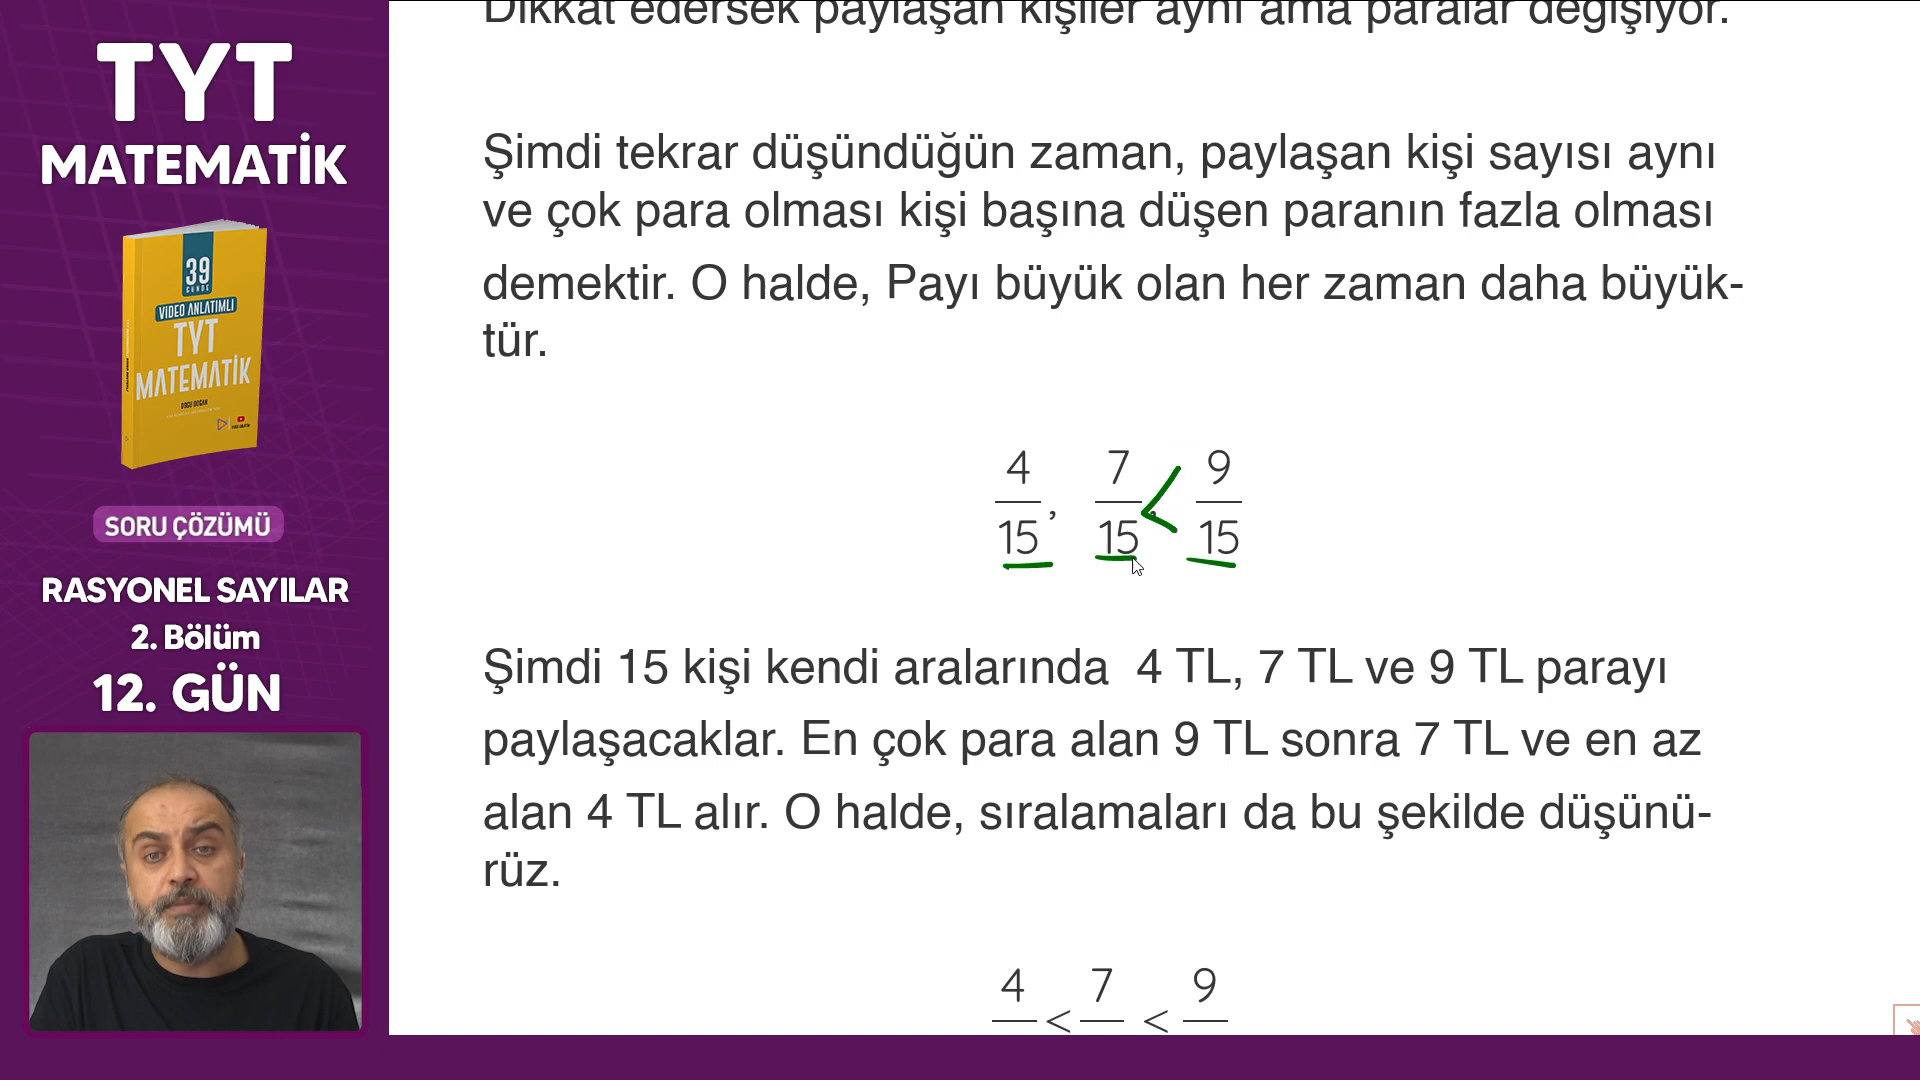 TYT
MATEMATİK
39
GÜNDE
VİDEO ANLATIMLI
TYT
MATEMATİK
SORU ÇÖZÜMÜ
RASYONEL SAYILAR
2. Bölüm
12. GÜN
Dikkat edersek paylaşan kişiler aynı ama paralar değişiyor.
Şimdi tekrar düşündüğün zaman, paylaşan kişi sayısı aynı
ve çok para olması kişi başına düşen paranın fazla olması
demektir. O halde, Payı büyük olan her zaman daha büyük-
tür.
4/15, 7/15 < 9/15
Şimdi 15 kişi kendi aralarında 4 TL, 7 TL ve 9 TL parayı
paylaşacaklar. En çok para alan 9 TL sonra 7 TL ve en az
alan 4 TL alır. O halde, sıralamaları da bu şekilde düşünü-
rüz.
4 < 7 < 9